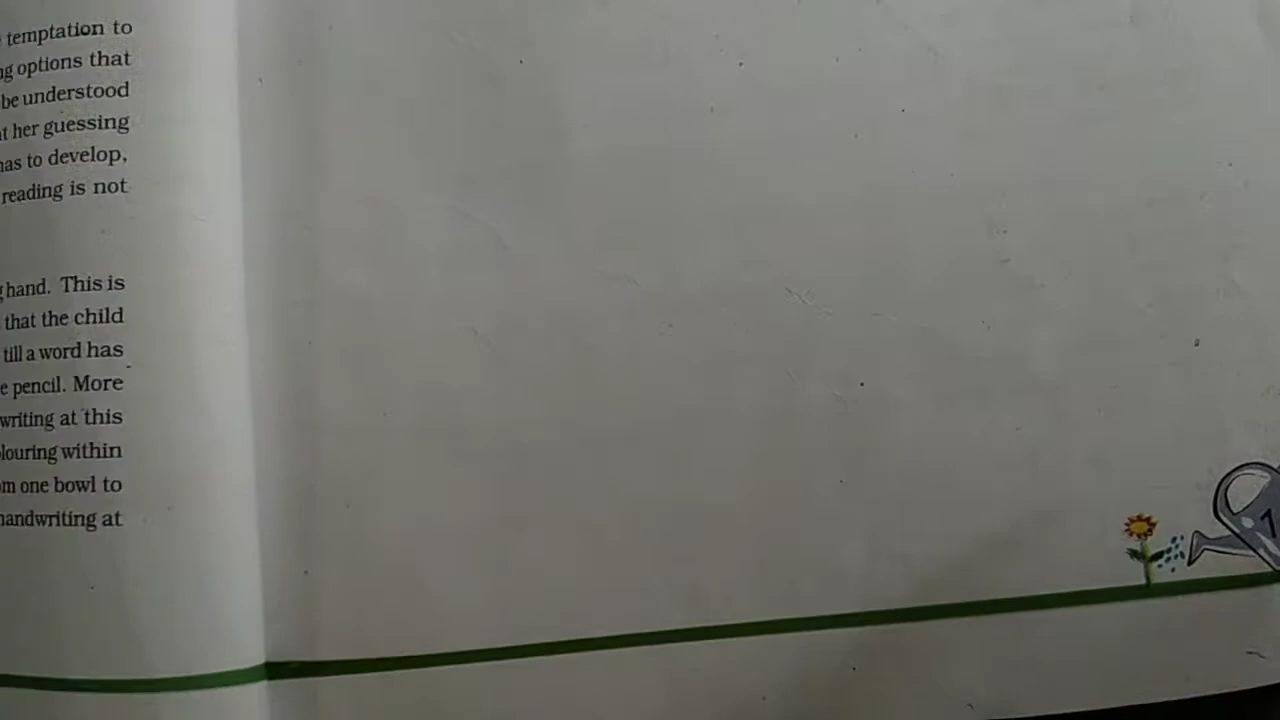 temptation to
options that
be understood
her guessing
has to develop,
reading is not
hand. This is
that the child
till a word has
pencil. More
writing at this
within
one bowl to
handwriting at
1